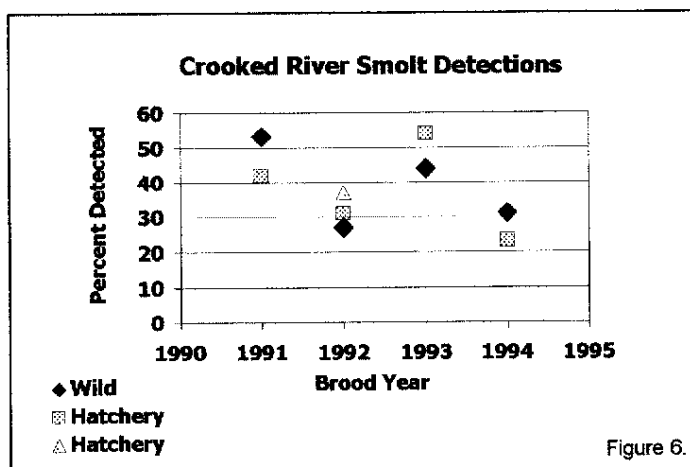 Crooked River Smolt Detections
Percent Detected
60
50
40
30
20
10
0
1990 1991 1992 1993 1994 1995
Brood Year
Wild
Hatchery
Hatchery
Figure 6.